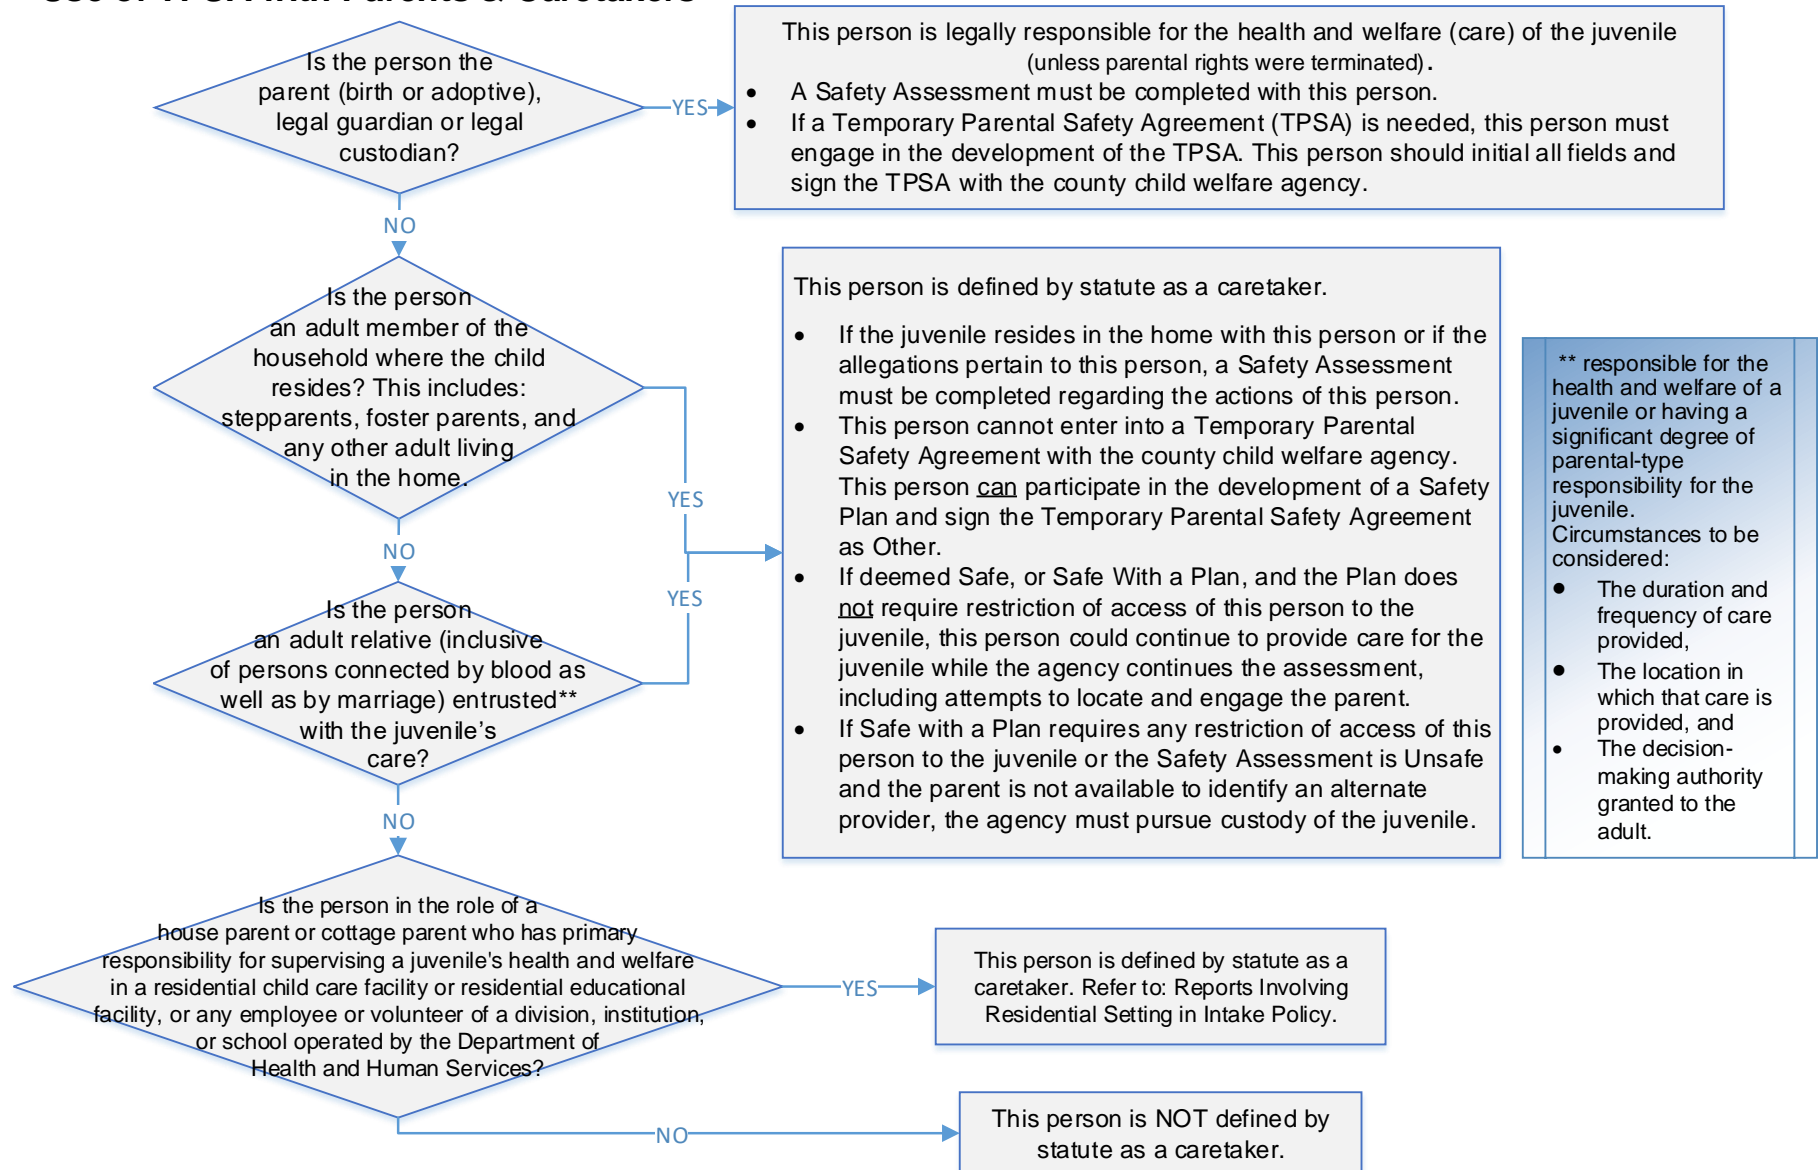 Is the person the
parent (birth or adoptive),
legal guardian or legal
custodian?
YES
This person is legally responsible for the health and welfare (care) of the juvenile
(unless parental rights were terminated).
• A Safety Assessment must be completed with this person.
• If a Temporary Parental Safety Agreement (TPSA) is needed, this person must
engage in the development of the TPSA. This person should initial all fields and
sign the TPSA with the county child welfare agency.
NO
Is the person
an adult member of the
household where the child
resides? This includes:
stepparents, foster parents, and
any other adult living
in the home.
YES
NO
Is the person
an adult relative (inclusive
of persons connected by blood as
well as by marriage) entrusted**
with the juvenile's
care?
YES
This person is defined by statute as a caretaker.
• If the juvenile resides in the home with this person or if the
allegations pertain to this person, a Safety Assessment
must be completed regarding the actions of this person.
• This person cannot enter into a Temporary Parental
Safety Agreement with the county child welfare agency.
This person can participate in the development of a Safety
Plan and sign the Temporary Parental Safety Agreement
as Other.
• If deemed Safe, or Safe With a Plan, and the Plan does
not require restriction of access of this person to the
juvenile, this person could continue to provide care for the
juvenile while the agency continues the assessment,
including attempts to locate and engage the parent.
• If Safe with a Plan requires any restriction of access of this
person to the juvenile or the Safety Assessment is Unsafe
and the parent is not available to identify an alternate
provider, the agency must pursue custody of the juvenile.
** responsible for the
health and welfare of a
juvenile or having a
significant degree of
parental-type
responsibility for the
juvenile.
Circumstances to be
considered:
• The duration and
frequency of care
provided,
• The location in
which that care is
provided, and
• The decision-
making authority
granted to the
adult.
NO
Is the person in the role of a
house parent or cottage parent who has primary
responsibility for supervising a juvenile's health and welfare
in a residential child care facility or residential educational
facility, or any employee or volunteer of a division, institution,
or school operated by the Department of
Health and Human Services?
YES
This person is defined by statute as a
caretaker. Refer to: Reports Involving
Residential Setting in Intake Policy.
NO
This person is NOT defined by
statute as a caretaker.